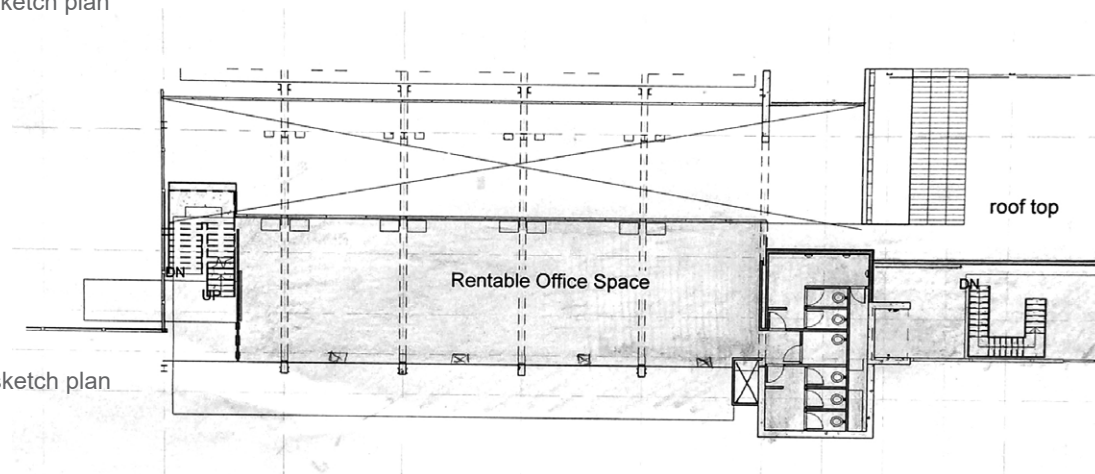 ketch plan
roof top
DN
Rentable Office Space
DN
UP
ketch plan